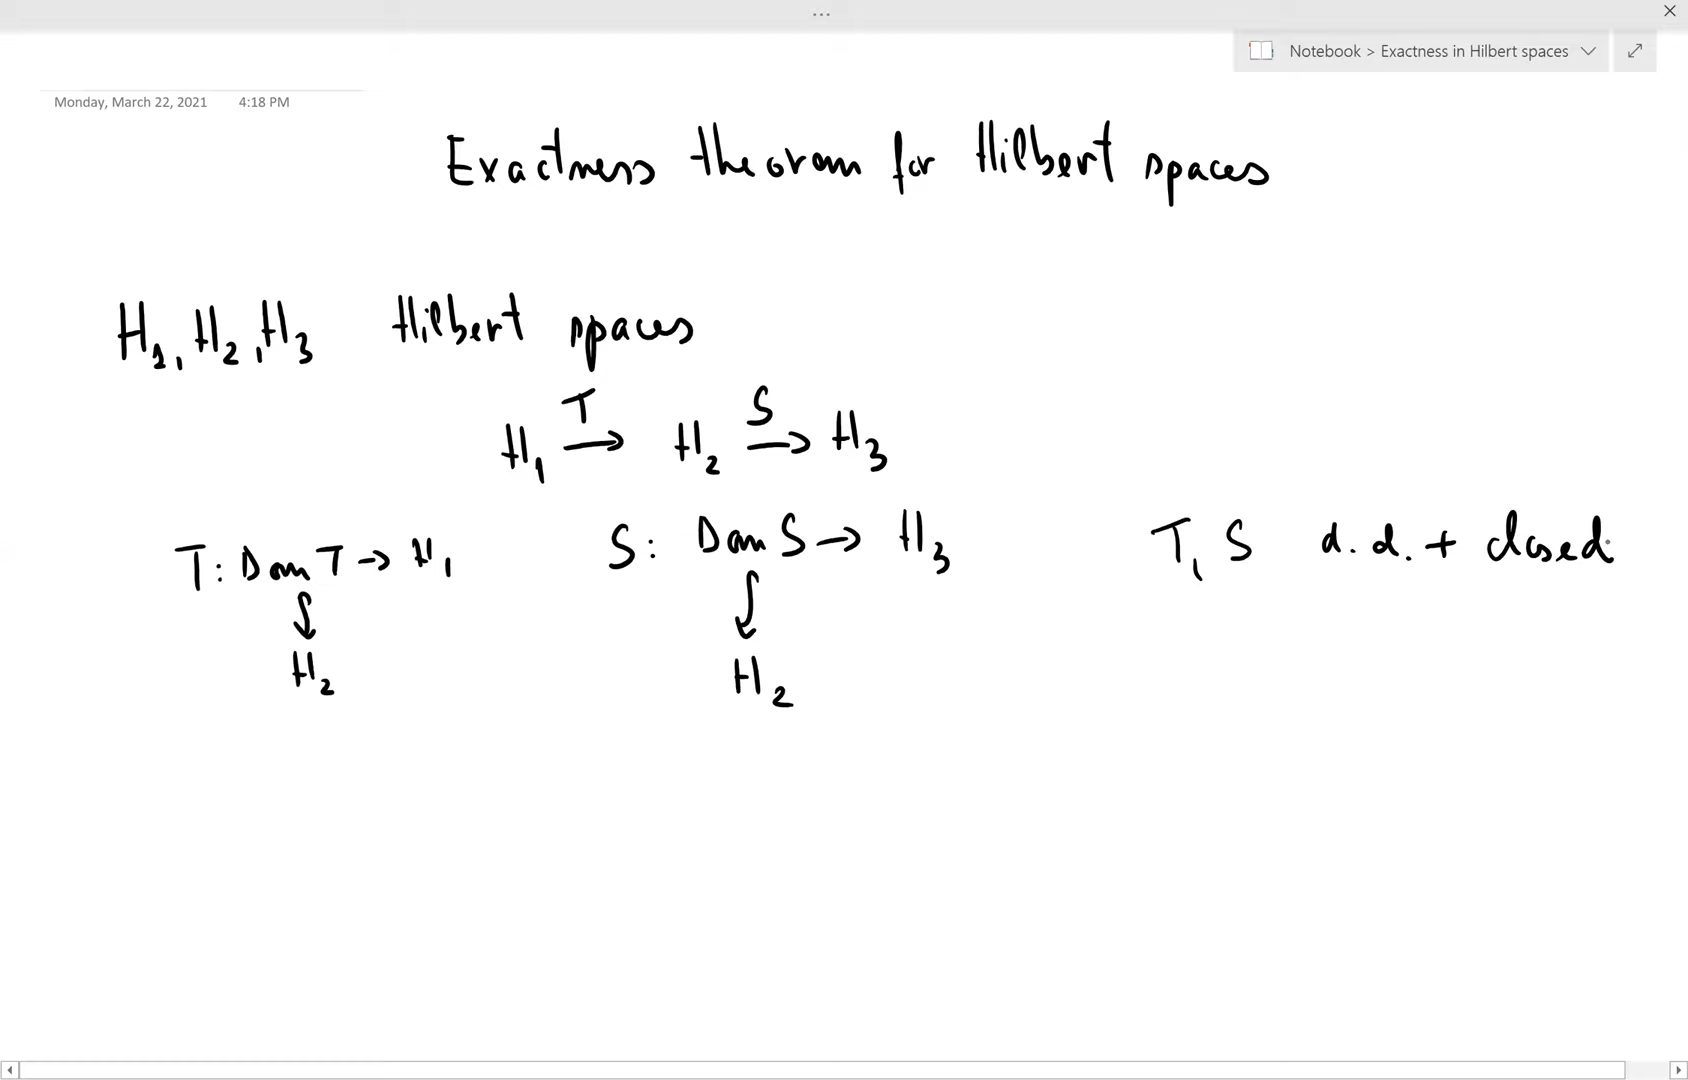 Notebook > Exactness in Hilbert spaces
Monday, March 22, 2021 4:18 PM
Exactness theorem for Hilbert spaces
H₁, H₂, H₃ Hilbert spaces
T S
H₁ → H₂ → H₃
T: Dom T → H₁ S: Dom S → H₃ T, S d.d. + closed
↓ ↓
H₂ H₂